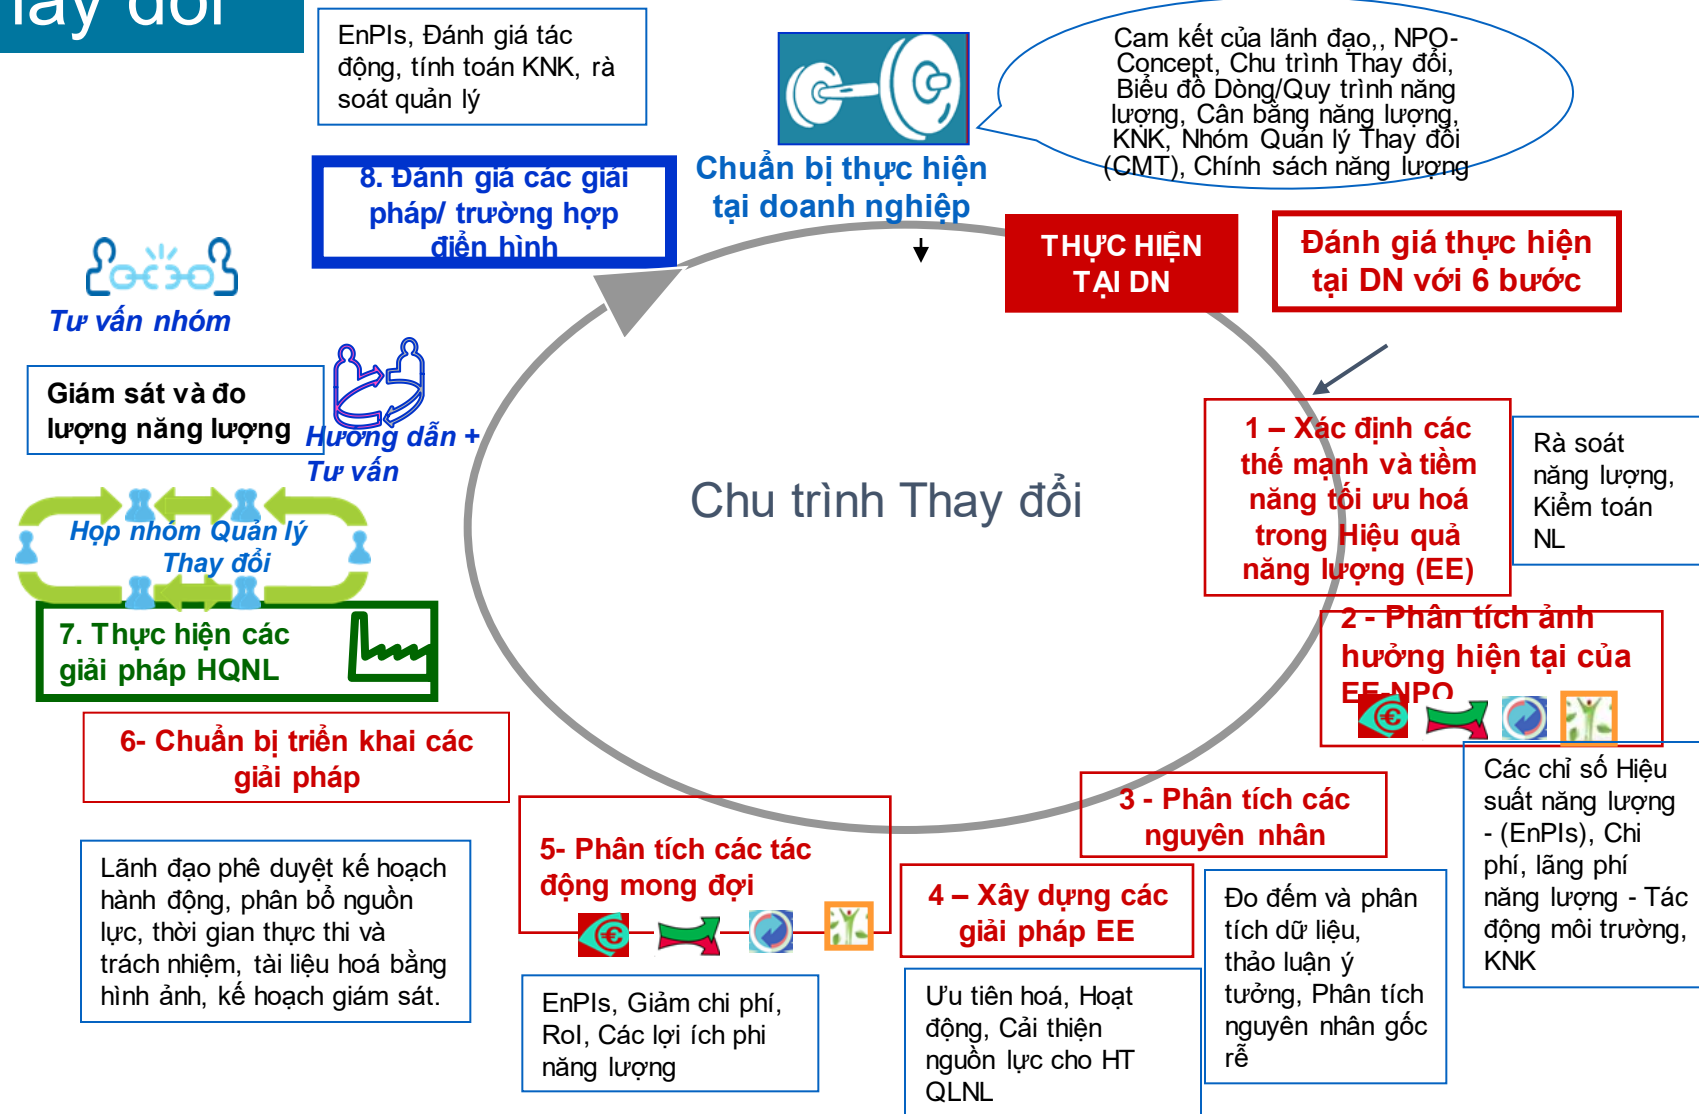 EnPIs, Đánh giá tác
động, tính toán KNK, rà
soát quản lý
Cam kết của lãnh đạo,, NPO-
Concept, Chu trình Thay đổi,
Biểu đồ Dòng/Quy trình năng
lượng, Cân bằng năng lượng,
KNK, Nhóm Quản lý Thay đổi
(CMT), Chính sách năng lượng
Chuẩn bị thực hiện
tại doanh nghiệp
8. Đánh giá các giải
pháp/ trường hợp
điển hình
THỰC HIỆN
TẠI DN
Đánh giá thực hiện
tại DN với 6 bước
Tư vấn nhóm
Giám sát và đo
lượng năng lượng
Hướng dẫn +
Tư vấn
Chu trình Thay đổi
1 – Xác định các
thế mạnh và tiềm
năng tối ưu hoá
trong Hiệu quả
năng lượng (EE)
Rà soát
năng lượng,
Kiểm toán
NL
Họp nhóm Quản lý
Thay đổi
7. Thực hiện các
giải pháp HQNL
2 - Phân tích ảnh
hưởng hiện tại của
EE-NPO
6- Chuẩn bị triển khai các
giải pháp
Các chỉ số Hiệu
suất năng lượng
- (EnPIs), Chi
phí, lãng phí
năng lượng - Tác
động môi trường,
KNK
3 - Phân tích các
nguyên nhân
5- Phân tích các tác
động mong đợi
4 – Xây dựng các
giải pháp EE
Lãnh đạo phê duyệt kế hoạch
hành động, phân bổ nguồn
lực, thời gian thực thi và
trách nhiệm, tài liệu hoá bằng
hình ảnh, kế hoạch giám sát.
Đo đếm và phân
tích dữ liệu,
thảo luận ý
tưởng, Phân tích
nguyên nhân gốc
rễ
EnPIs, Giảm chi phí,
RoI, Các lợi ích phi
năng lượng
Ưu tiên hoá, Hoạt
động, Cải thiện
nguồn lực cho HT
QLNL